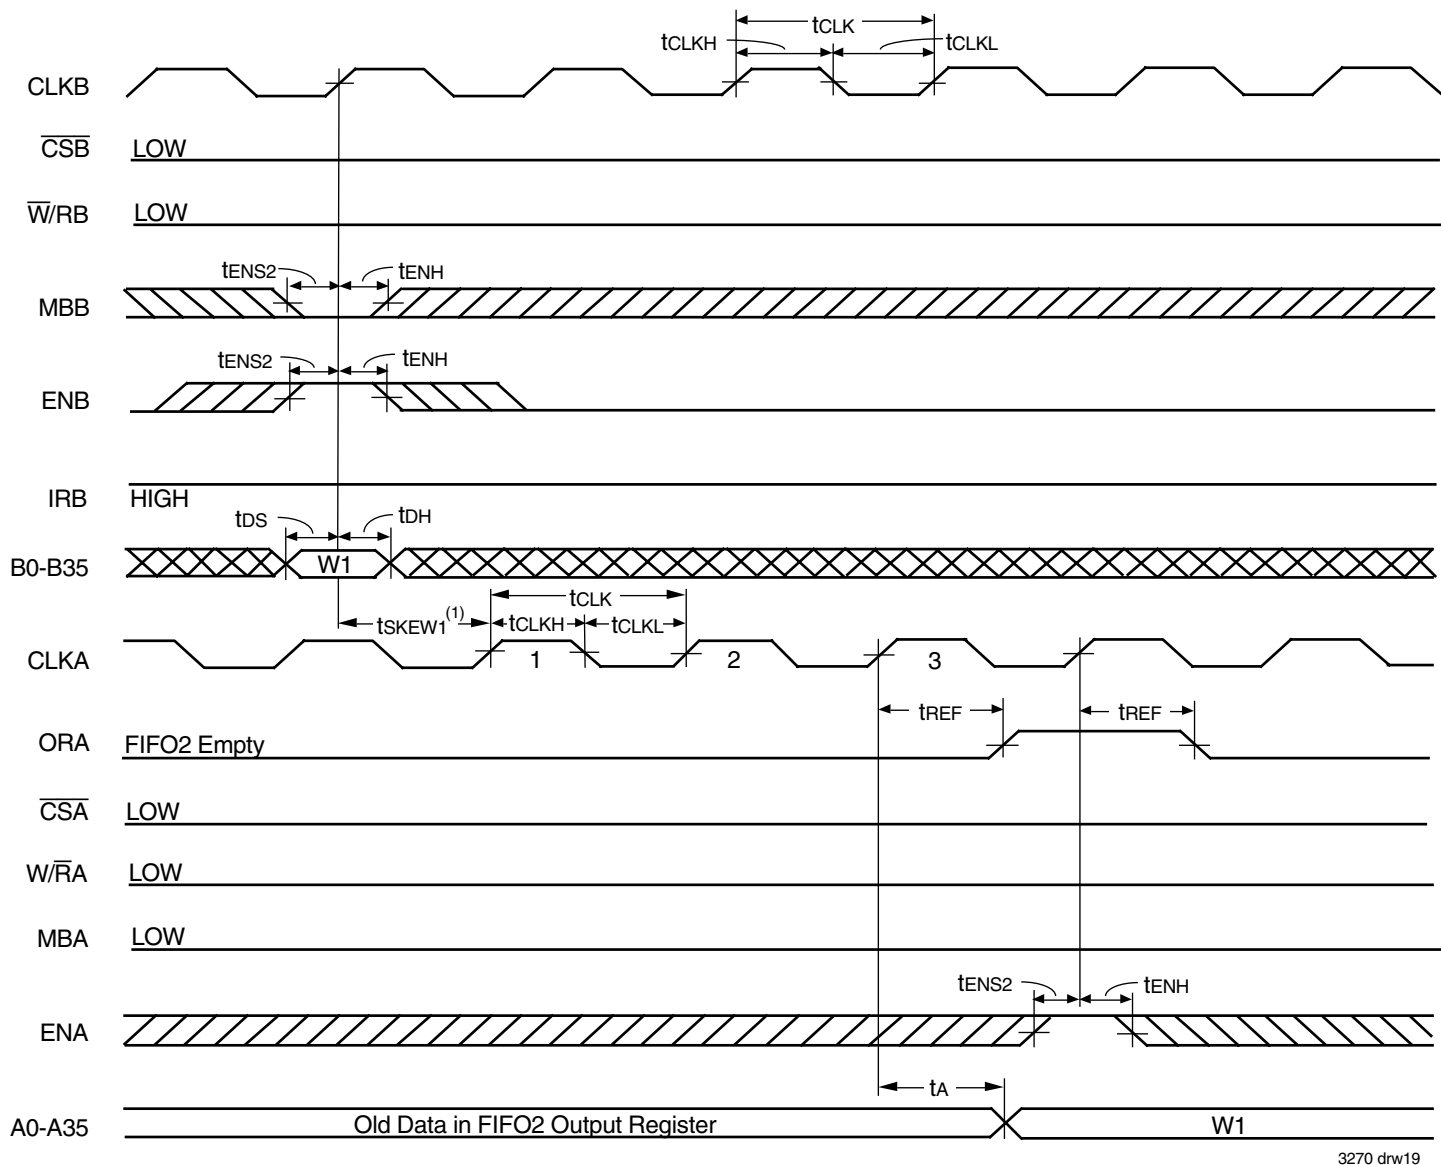 tCLK
tCLKH tCLKL
CLKB
CSB LOW
W/RB LOW
tENS2 tENH
MBB
tENS2 tENH
ENB
IRB HIGH
tDS tDH
B0-B35 W1
tCLK
tSKEW1(1) tCLKH tCLKL
CLKA 1 2 3
tREF tREF
ORA FIFO2 Empty
CSA LOW
W/RA LOW
MBA LOW
tENS2 tENH
ENA
tA
A0-A35 Old Data in FIFO2 Output Register W1
3270 drw19